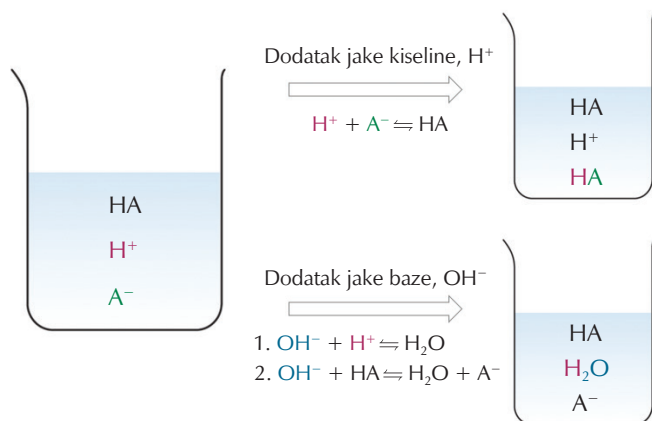 HA
H⁺
A⁻
Dodatak jake kiseline, H⁺
H⁺ + A⁻ ⇋ HA
HA
H⁺
HA
Dodatak jake baze, OH⁻
1. OH⁻ + H⁺ ⇋ H₂O
2. OH⁻ + HA ⇋ H₂O + A⁻
HA
H₂O
A⁻